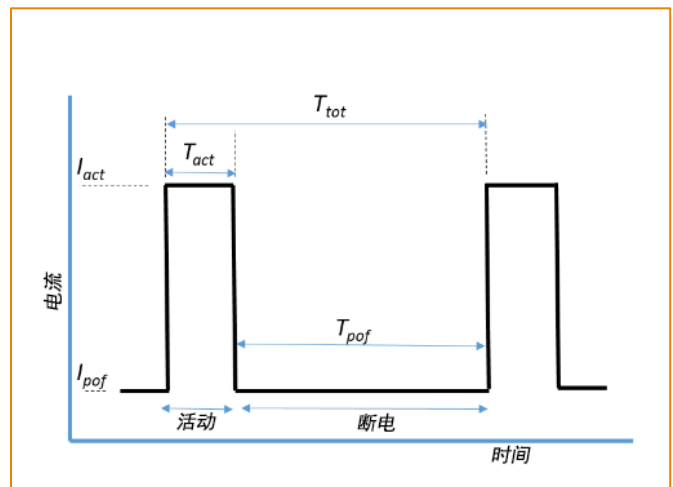 T_tot
T_act
I_act
电流
T_pof
I_pof
活动
断电
时间